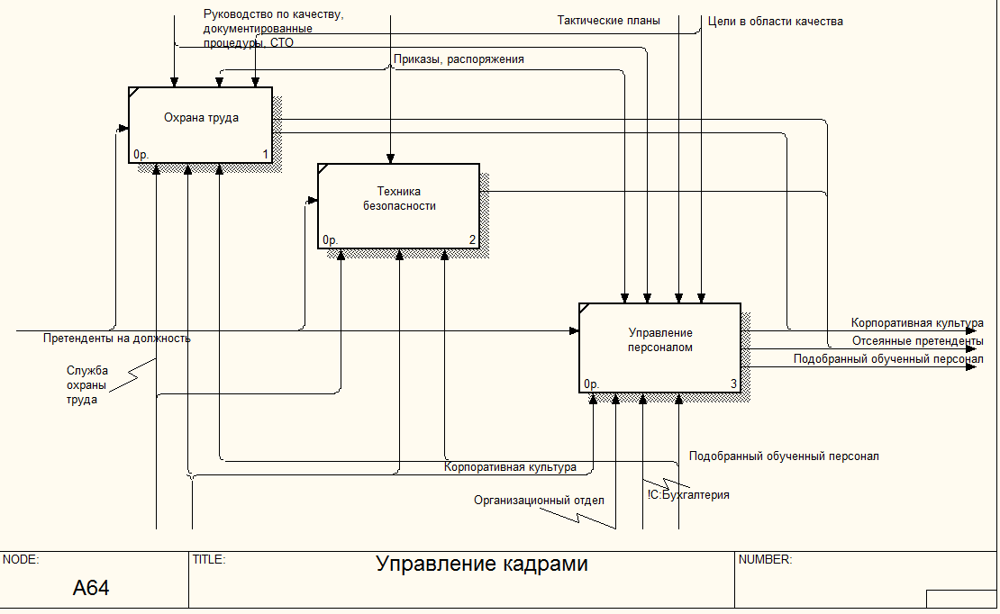 Руководство по качеству,
документированные
процедуры, СТО
Тактические планы
Цели в области качества
Приказы, распоряжения
Охрана труда
0р.
1
Техника
безопасности
0р.
2
Управление
персоналом
0р.
3
Корпоративная культура
Отсеянные претенденты
Подобранный обученный персонал
Претенденты на должность
Служба
охраны
труда
Подобранный обученный персонал
Корпоративная культура
!С:Бухгалтерия
Организационный отдел
NODE:
TITLE:
Управление кадрами
NUMBER:
A64